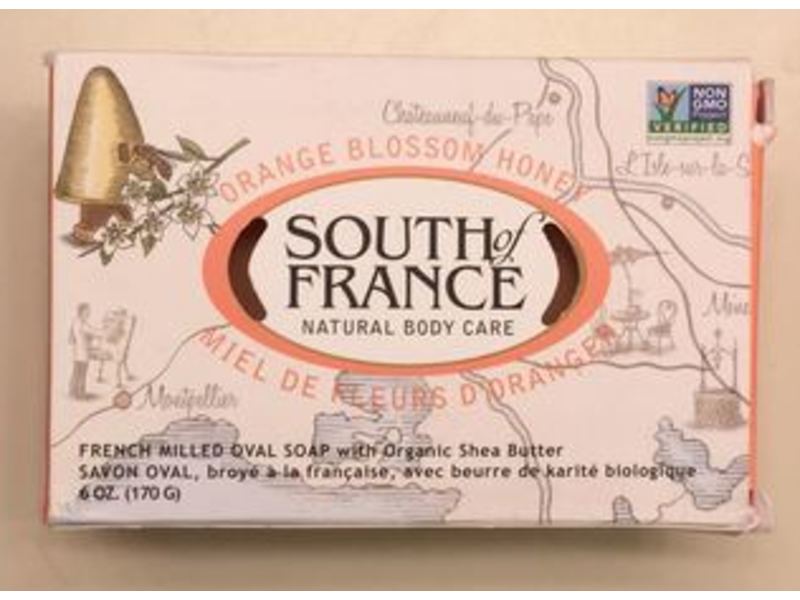 Chateauneuf-du-Pape
NON
GMO
Project
VERIFIED
nongmoproject.org
L'Isle-sur-la-S
ORANGE BLOSSOM HONEY
SOUTH of
FRANCE
NATURAL BODY CARE
MIEL DE FLEURS D'ORANGER
Montpellier
FRENCH MILLED OVAL SOAP with Organic Shea Butter
SAVON OVAL, broyé à la française, avec beurre de karité biologique
6 OZ. (170 G)